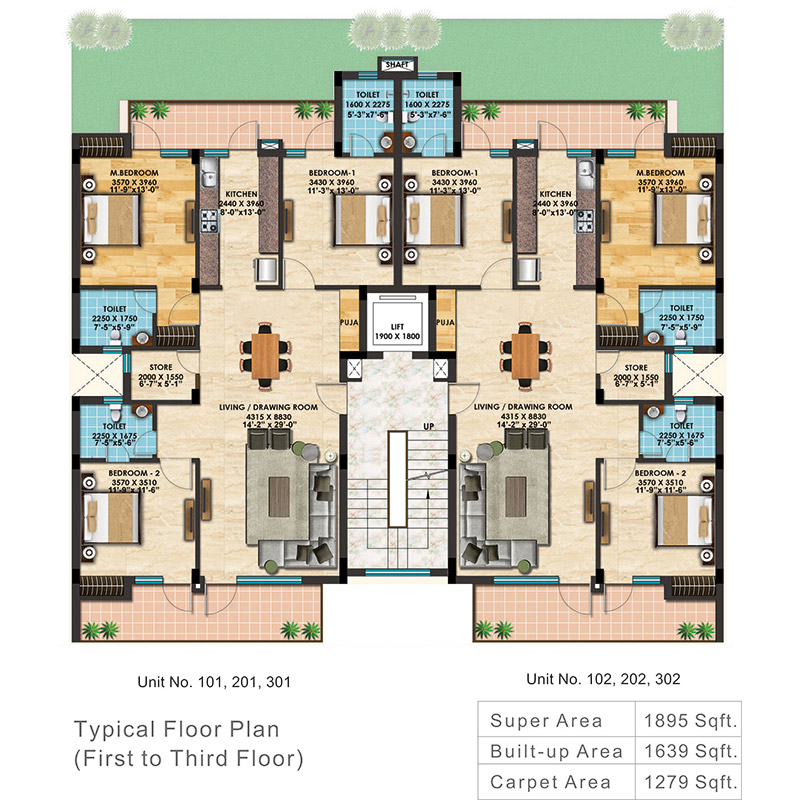 SHAFT
TOILET
1600 X 2275
5'-3"x7'-6"
TOILET
1600 X 2275
5'-3"x7'-6"
M.BEDROOM
3570 X 3960
11'-9"x13'-0"
KITCHEN
2440 X 3960
8'-0"x13'-0"
BEDROOM-1
3430 X 3960
11'-3"x13'-0"
BEDROOM-1
3430 X 3960
11'-3"x13'-0"
KITCHEN
2440 X 3960
8'-0"x13'-0"
M.BEDROOM
3570 X 3960
11'-9"x13'-0"
TOILET
2250 X 1750
7'-5"x5'-9"
PUJA
LIFT
1900 X 1800
PUJA
TOILET
2250 X 1750
7'-5"x5'-9"
STORE
2000 X 1550
6'-7"x 5'-1"
STORE
2000 X 1550
6'-7"x 5'-1"
LIVING / DRAWING ROOM
4315 X 8830
14'-2" x 29'-0"
LIVING / DRAWING ROOM
4315 X 8830
14'-2" x 29'-0"
TOILET
2250 X 1675
7'-5"x5'-6"
UP
TOILET
2250 X 1675
7'-5"x5'-6"
BEDROOM - 2
3570 X 3510
11'-9"x 11'-6"
BEDROOM - 2
3570 X 3510
11'-9"x 11'-6"
Unit No. 101, 201, 301
Unit No. 102, 202, 302
Typical Floor Plan
(First to Third Floor)
Super Area 1895 Sqft.
Built-up Area 1639 Sqft.
Carpet Area 1279 Sqft.